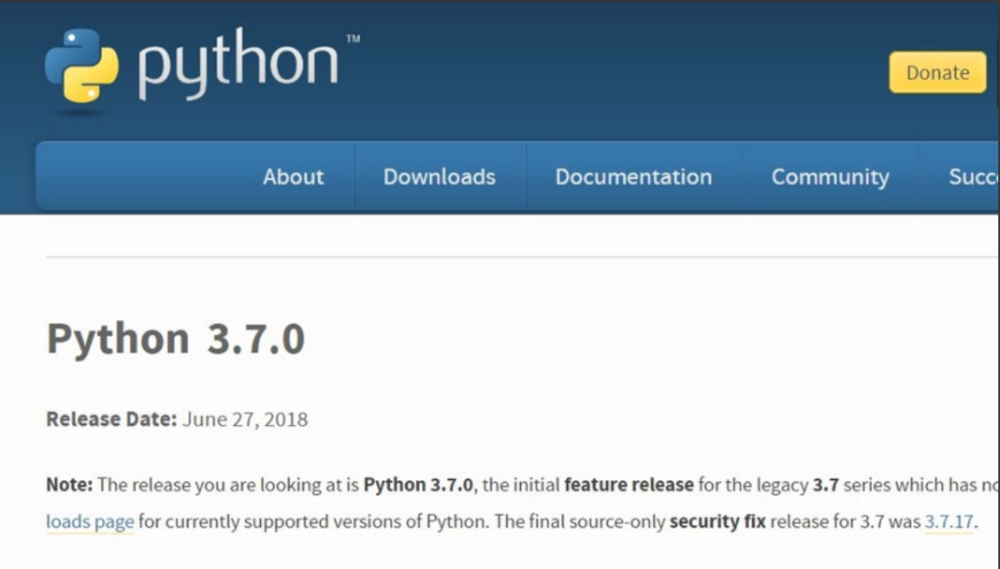 python™
Donate
About Downloads Documentation Community
Python 3.7.0
Release Date: June 27, 2018
Note: The release you are looking at is Python 3.7.0, the initial feature release for the legacy 3.7 series which has
loads page for currently supported versions of Python. The final source-only security fix release for 3.7 was 3.7.17.